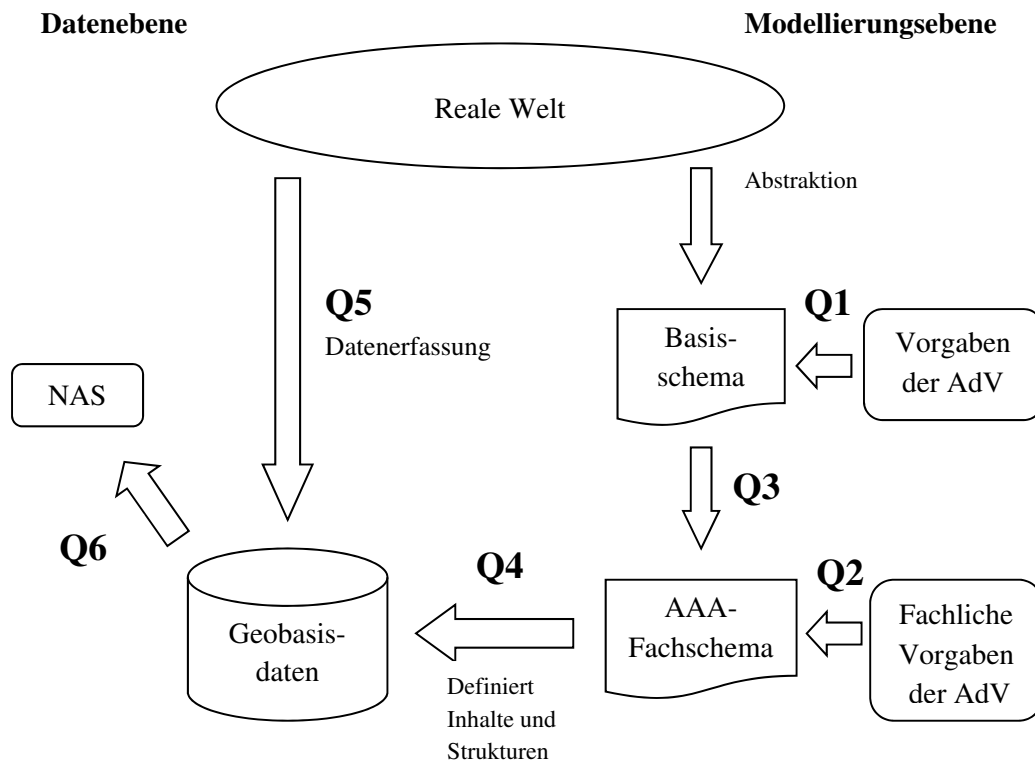 Datenebene
Modellierungsebene
Reale Welt
Abstraktion
Q5
Datenerfassung
Q1
Basis-
schema
Vorgaben
der AdV
NAS
Q3
Q6
Q4
Q2
Geobasis-
daten
AAA-
Fachschema
Fachliche
Vorgaben
der AdV
Definiert
Inhalte und
Strukturen